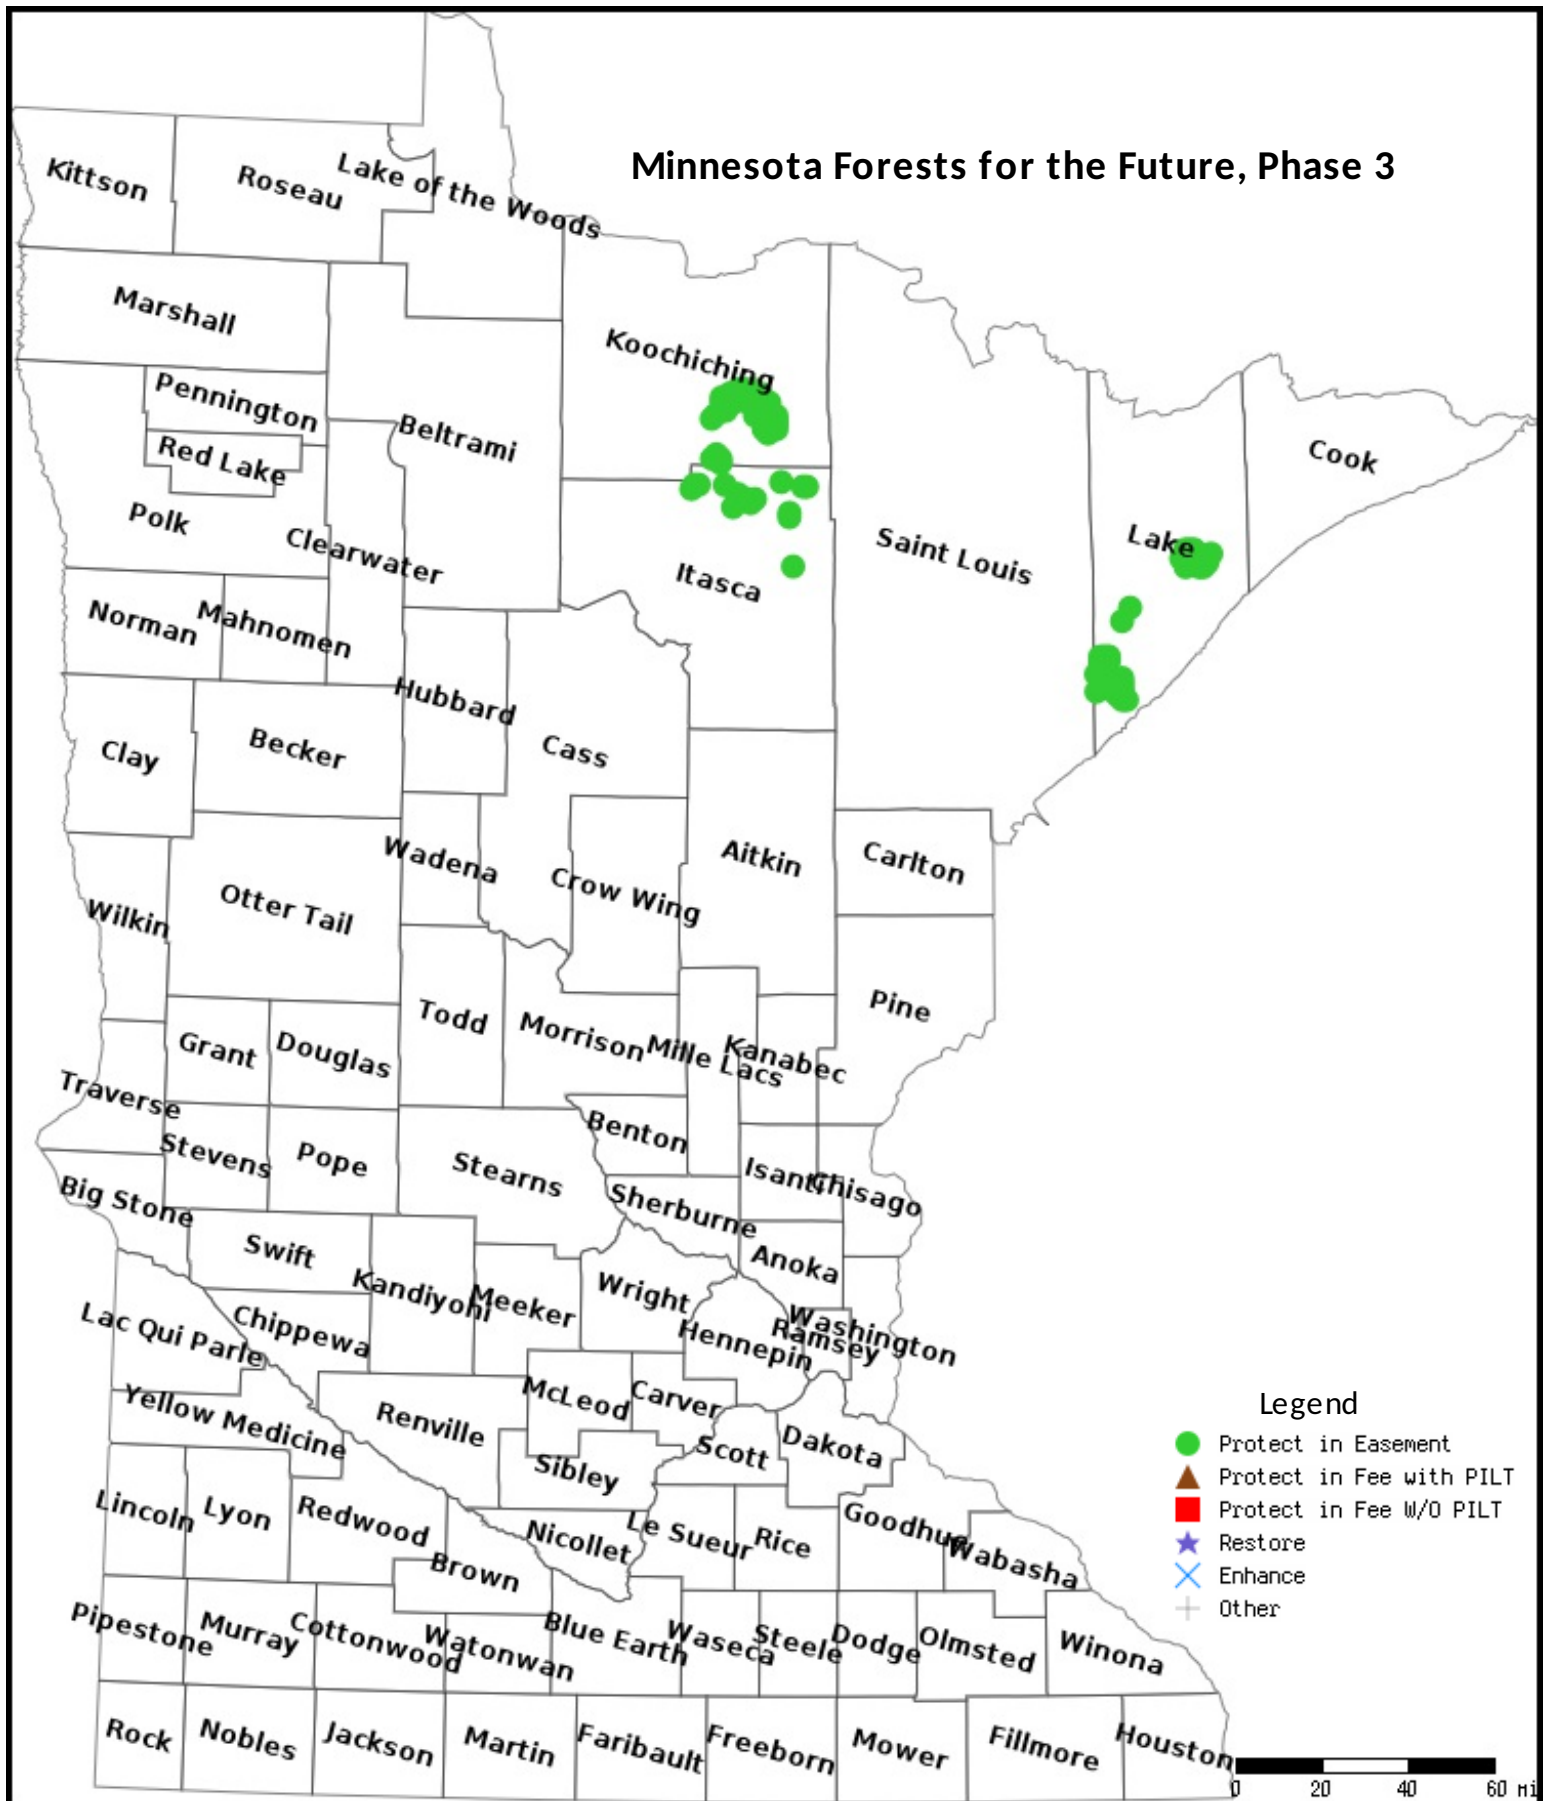 Minnesota Forests for the Future, Phase 3
Kittson
Roseau
Lake of the Woods
Marshall
Koochiching
Pennington
Beltrami
Red Lake
Cook
Polk
Clearwater
Lake
Saint Louis
Itasca
Norman
Mahnomen
Hubbard
Clay
Becker
Cass
Wadena
Aitkin
Carlton
Crow Wing
Otter Tail
Wilkin
Pine
Todd
Morrison
Mille Lacs
Kanabec
Grant
Douglas
Traverse
Benton
Stevens
Pope
Stearns
Isanti
Chisago
Big Stone
Sherburne
Swift
Anoka
Kandiyohi
Meeker
Wright
Washington
Ramsey
Hennepin
Lac Qui Parle
Chippewa
McLeod
Carver
Yellow Medicine
Renville
Scott
Dakota
Sibley
Lincoln
Lyon
Redwood
Nicollet
Le Sueur
Rice
Goodhue
Wabasha
Brown
Pipestone
Murray
Cottonwood
Watonwan
Blue Earth
Waseca
Steele
Dodge
Olmsted
Winona
Rock
Nobles
Jackson
Martin
Faribault
Freeborn
Mower
Fillmore
Houston
Legend
Protect in Easement
Protect in Fee with PILT
Protect in Fee W/O PILT
Restore
Enhance
Other
0 20 40 60 mi